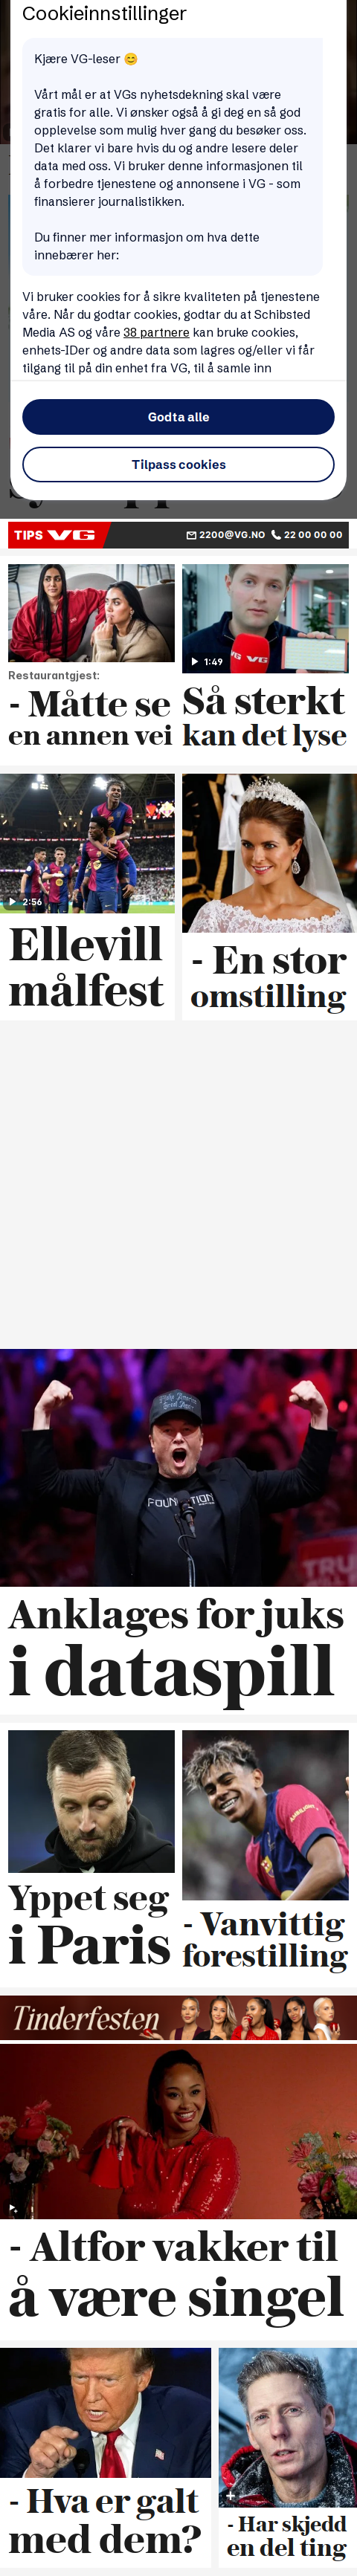 Cookieinnstillinger
Kjære VG-leser 😊
Vårt mål er at VGs nyhetsdekning skal være
gratis for alle. Vi ønsker også å gi deg en så god
opplevelse som mulig hver gang du besøker oss.
Det klarer vi bare hvis du og andre lesere deler
data med oss. Vi bruker denne informasjonen til
å forbedre tjenestene og annonsene i VG - som
finansierer journalistikken.
Du finner mer informasjon om hva dette
innebærer her:
Vi bruker cookies for å sikre kvaliteten på tjenestene
våre. Når du godtar cookies, godtar du at Schibsted
Media AS og våre 38 partnere kan bruke cookies,
enhets-IDer og andre data som lagres og/eller vi får
tilgang til på din enhet fra VG, til å samle inn
Godta alle
Tilpass cookies
TIPS VG 2200@VG.NO 22 00 00 00
Restaurantgjest:
- Måtte se
en annen vei
VG VG
1:49
Så sterkt
kan det lyse
2:56
Ellevill
målfest
- En stor
omstilling
Make America
Great Again
TRUMP
Anklages for juks
i dataspill
Yppet seg
i Paris
- Vanvittig
forestilling
Tinderfesten
- Altfor vakker til
å være singel
- Hva er galt
med dem?
- Har skjedd
en del ting